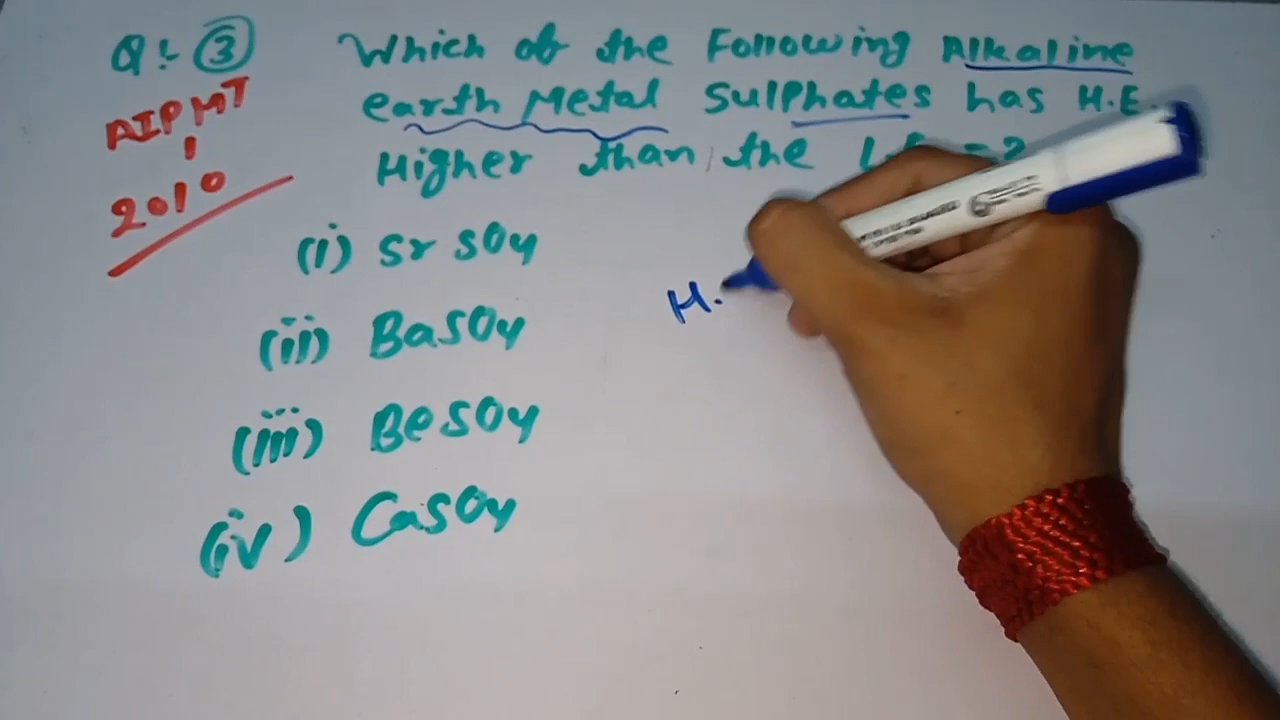 Q:- ③ Which of the Following Alkaline
AIPMT earth Metal Sulphates has H.E.
2010 Higher than the
(i) SrSO4
H.
(ii) BaSO4
(iii) BeSO4
(iv) CaSO4